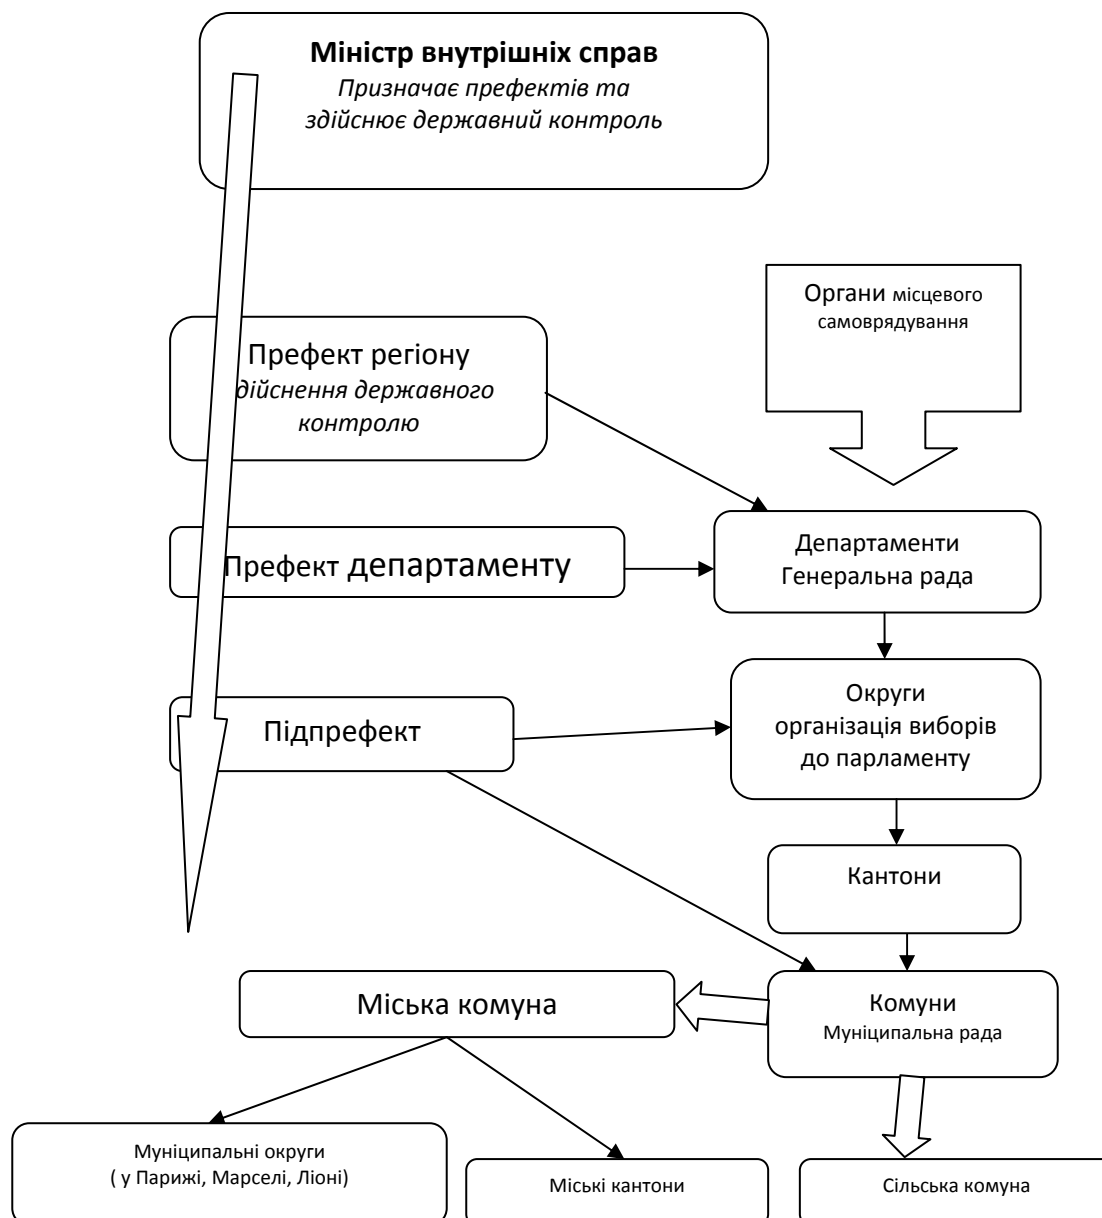 Міністр внутрішніх справ
Призначає префектів та
здійснює державний контроль
Органи місцевого
самоврядування
Префект регіону
дійснення державного
контролю
Департаменти
Генеральна рада
Префект департаменту
Округи
організація виборів
до парламенту
Підпрефект
Кантони
Міська комуна
Комуни
Муніципальна рада
Муніципальні округи
( у Парижі, Марселі, Ліоні)
Міські кантони
Сільська комуна